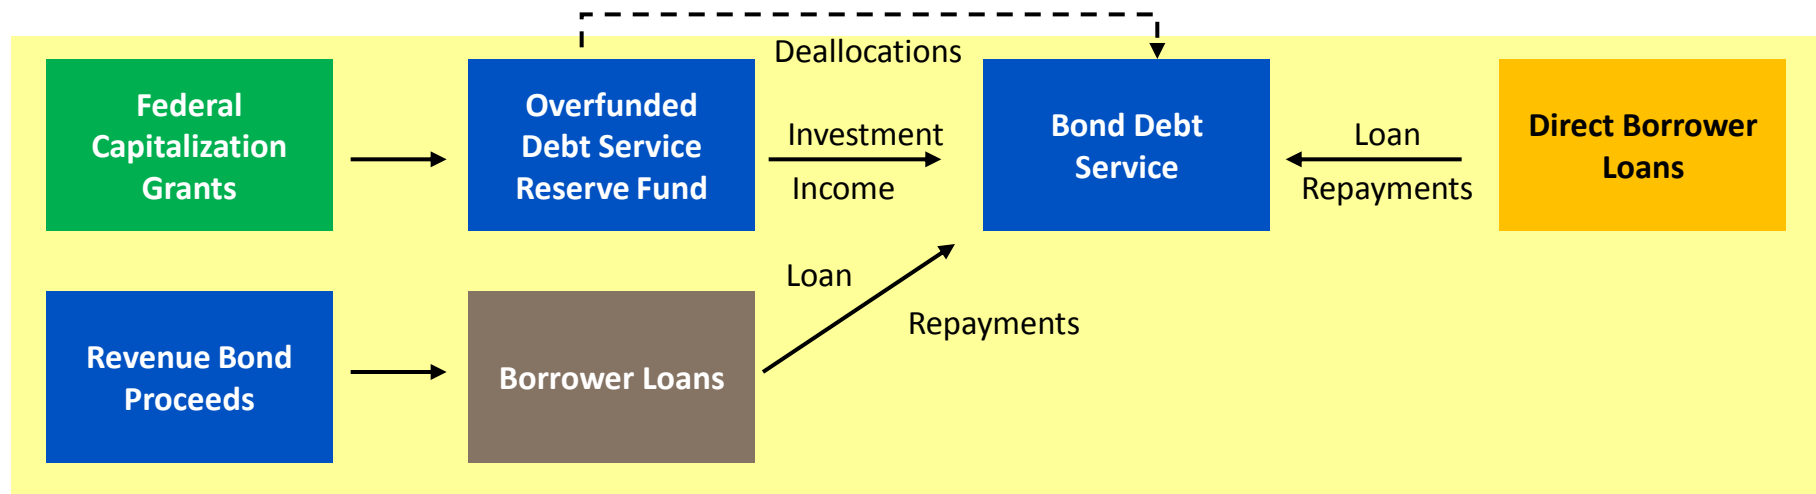 Deallocations
Federal
Capitalization
Grants
Overfunded
Debt Service
Reserve Fund
Investment
Income
Bond Debt
Service
Loan
Repayments
Direct Borrower
Loans
Revenue Bond
Proceeds
Borrower Loans
Loan
Repayments